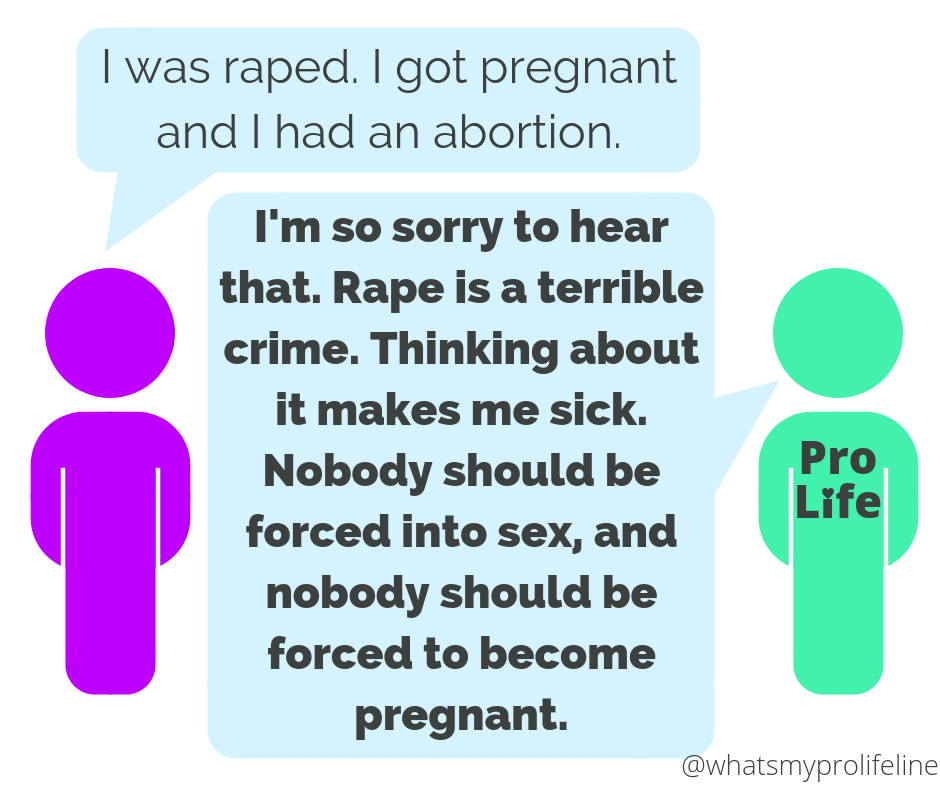 I was raped. I got pregnant
and I had an abortion.
I'm so sorry to hear
that. Rape is a terrible
crime. Thinking about
it makes me sick.
Nobody should be
forced into sex, and
nobody should be
forced to become
pregnant.
Pro
Life
@whatsmyprolifeline